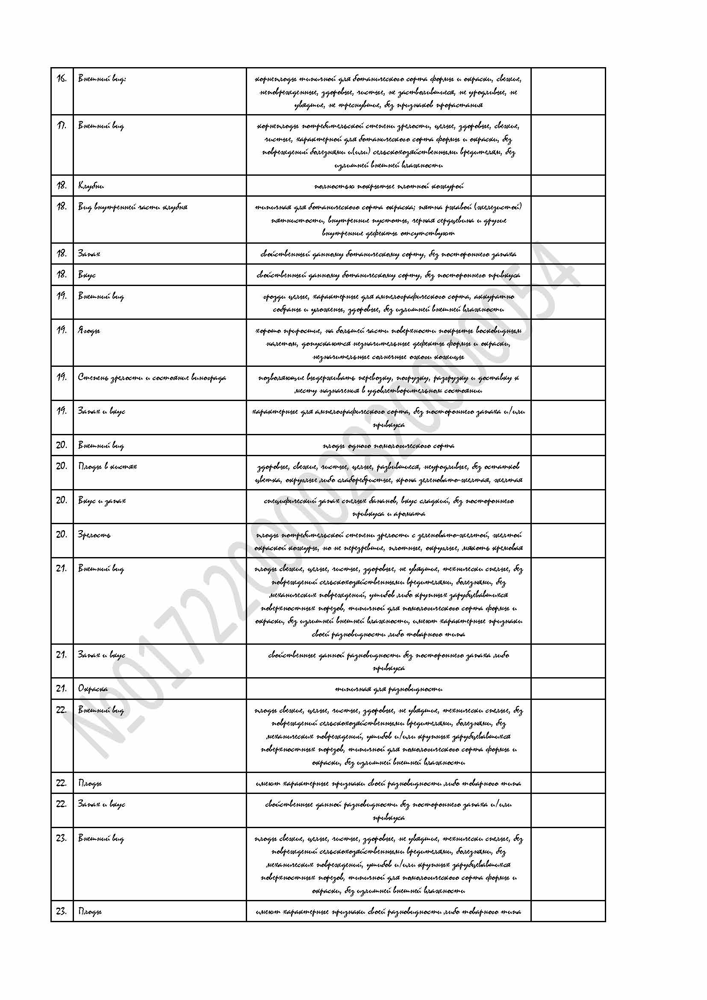 16. Внешний вид: корнеплоды типичной для ботанического сорта формы и окраски, свежие,
неповрежденные, здоровые, чистые, не застволившиеся, не уродливые, не
увядшие, не треснувшие, без признаков прорастания
17. Внешний вид корнеплоды потребительской степени зрелости, целые, здоровые, свежие,
чистые, характерной для ботанического сорта формы и окраски, без
повреждений болезнями и(или) сельскохозяйственными вредителям, без
излишней внешней влажности
18. Клубни полностью покрытые плотной кожурой
18. Вид внутренней части клубня типичная для ботанического сорта окраска; пятна ржавой (железистой)
пятнистости, внутренние пустоты, черная сердцевина и другие
внутренние дефекты отсутствуют
18. Запах свойственный данному ботаническому сорту, без постороннего запаха
18. Вкус свойственный данному ботаническому сорту, без постороннего привкуса
19. Внешний вид грозди целые, характерные для ампелографического сорта, аккуратно
собраны и уложены, здоровые, без излишней внешней влажности
19. Ягоды хорошо приросшие, на большей части поверхности покрыты восковидным
налетом, допускаются незначительные дефекты формы и окраски,
незначительные солнечные ожоги кожицы
19. Степень зрелости и состояние винограда позволяющие выдерживать перевозку, погрузку, разгрузку и доставку к
месту назначения в удовлетворительном состоянии
19. Запах и вкус характерные для ампелографического сорта, без постороннего запаха и/или
привкуса
20. Внешний вид плоды одного помологического сорта
20. Плоды в кистях здоровые, свежие, чистые, целые, развившиеся, неуродливые, без остатков
цветка, округлые либо слаборебристые, крона зеленовато-желтая, желтая
20. Вкус и запах специфический запах спелых бананов, вкус сладкий, без постороннего
привкуса и аромата
20. Зрелость плоды потребительской степени зрелости с зеленовато-желтой, желтой
окраской кожуры, но не перезревшие, плотные, округлые, мякоть кремовая
21. Внешний вид плоды свежие, целые, чистые, здоровые, не увядшие, технически спелые, без
повреждений сельскохозяйственными вредителями, болезнями, без
механических повреждений, ушибов либо крупных зарубцевавшихся
поверхностных порезов, типичной для помологического сорта формы и
окраски, без излишней внешней влажности, имеют характерные признаки
своей разновидности либо товарного типа
21. Запах и вкус свойственные данной разновидности без постороннего запаха либо
привкуса
21. Окраска типичная для разновидности
22. Внешний вид плоды свежие, целые, чистые, здоровые, не увядшие, технически спелые, без
повреждений сельскохозяйственными вредителями, болезнями, без
механических повреждений, ушибов и/или крупных зарубцевавшихся
поверхностных порезов, типичной для помологического сорта формы и
окраски, без излишней внешней влажности
22. Плоды имеют характерные признаки своей разновидности либо товарного типа
22. Запах и вкус свойственные данной разновидности без постороннего запаха и/или
привкуса
23. Внешний вид плоды свежие, целые, чистые, здоровые, не увядшие, технически спелые, без
повреждений сельскохозяйственными вредителями, болезнями, без
механических повреждений, ушибов и/или крупных зарубцевавшихся
поверхностных порезов, типичной для помологического сорта формы и
окраски, без излишней внешней влажности
23. Плоды имеют характерные признаки своей разновидности либо товарного типа